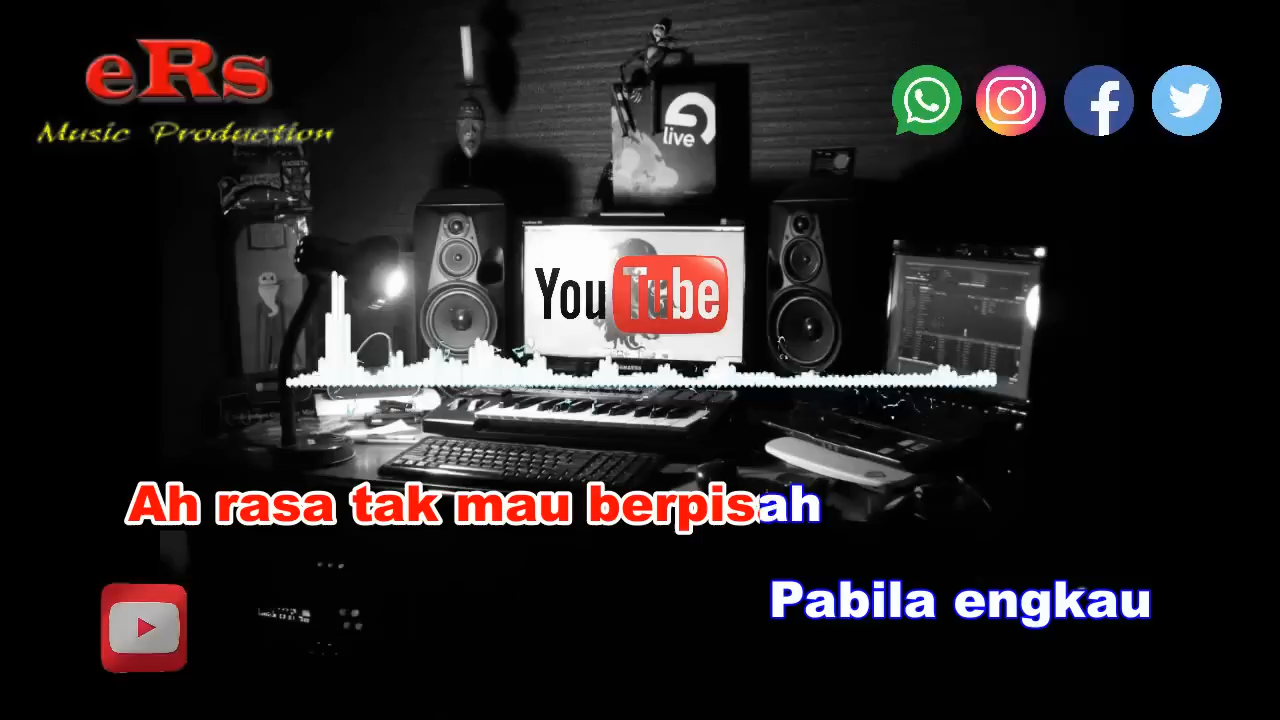 eRs
Music Production
live
YouTube
Ah rasa tak mau berpisah
Pabila engkau